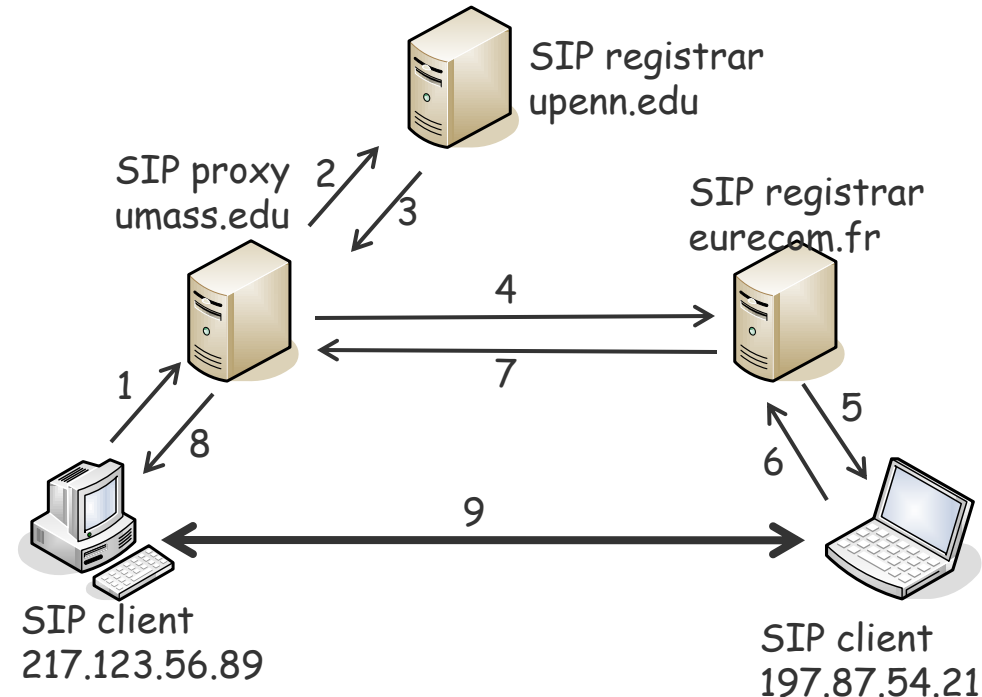 SIP registrar
upenn.edu
SIP proxy
umass.edu
2
3
SIP registrar
eurecom.fr
4
7
1
8
5
6
9
SIP client
217.123.56.89
SIP client
197.87.54.21